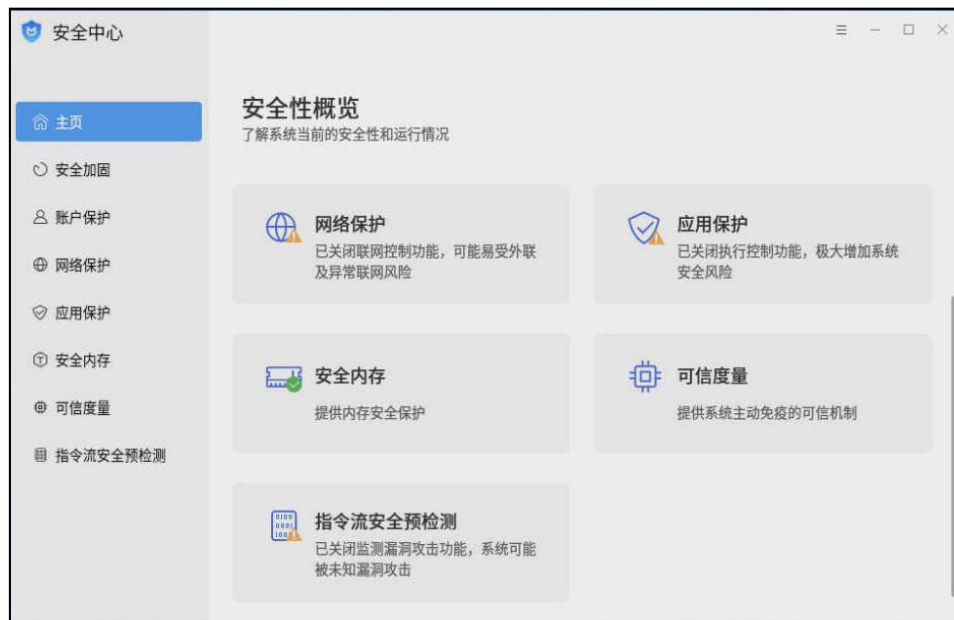 安全中心
主页
安全加固
账户保护
网络保护
应用保护
安全内存
可信度量
指令流安全预检测
安全性概览
了解系统当前的安全性和运行情况
网络保护
已关闭联网控制功能，可能易受外联
及异常联网风险
应用保护
已关闭执行控制功能，极大增加系统
安全风险
安全内存
提供内存安全保护
可信度量
提供系统主动免疫的可信机制
指令流安全预检测
已关闭监测漏洞攻击功能，系统可能
被未知漏洞攻击